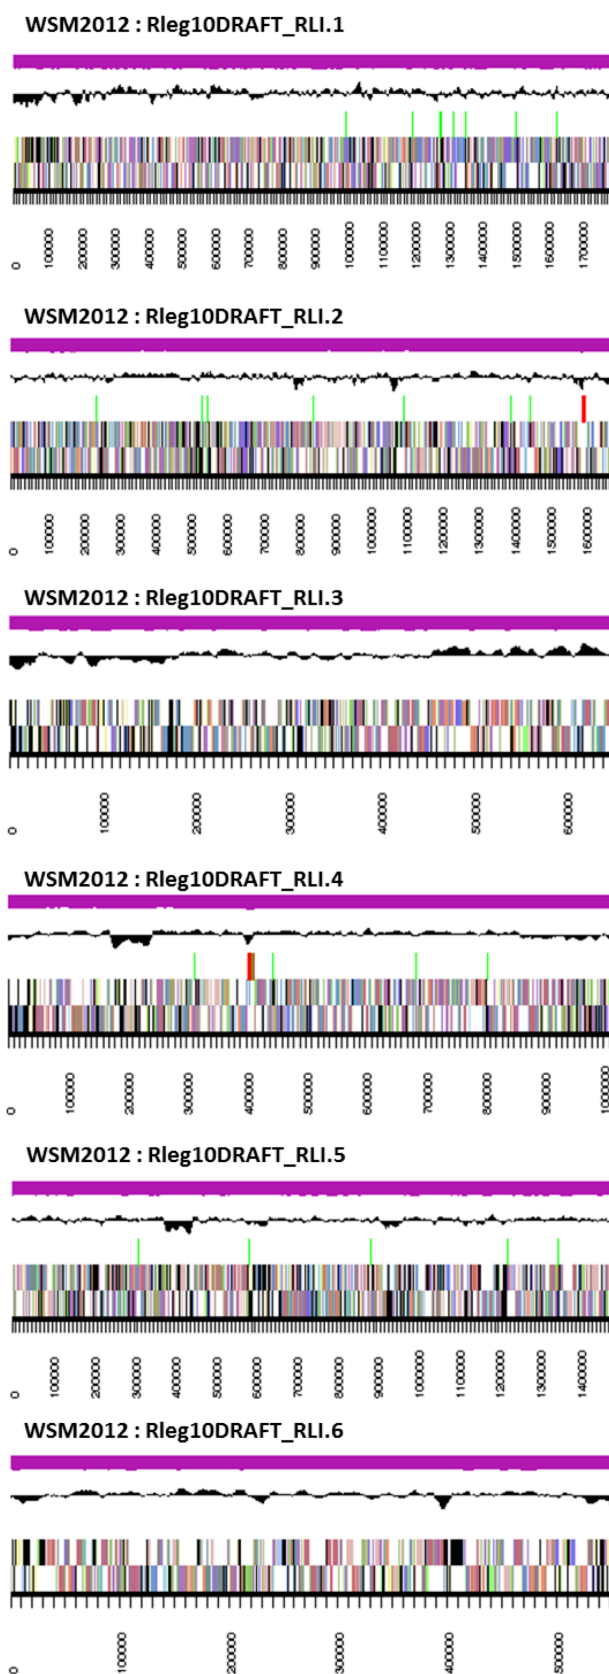 WSM2012 : Rleg10DRAFT_RLI.1
0 100000 200000 300000 400000 500000 600000 700000 800000 900000 1000000 1100000 1200000 1300000 1400000 1500000 1600000 1700000
WSM2012 : Rleg10DRAFT_RLI.2
0 100000 200000 300000 400000 500000 600000 700000 800000 900000 1000000 1100000 1200000 1300000 1400000 1500000 1600000
WSM2012 : Rleg10DRAFT_RLI.3
0 100000 200000 300000 400000 500000 600000
WSM2012 : Rleg10DRAFT_RLI.4
0 100000 200000 300000 400000 500000 600000 700000 800000 900000 1000000
WSM2012 : Rleg10DRAFT_RLI.5
0 100000 200000 300000 400000 500000 600000 700000 800000 900000 1000000 1100000 1200000 1300000 1400000
WSM2012 : Rleg10DRAFT_RLI.6
0 100000 200000 300000 400000 500000